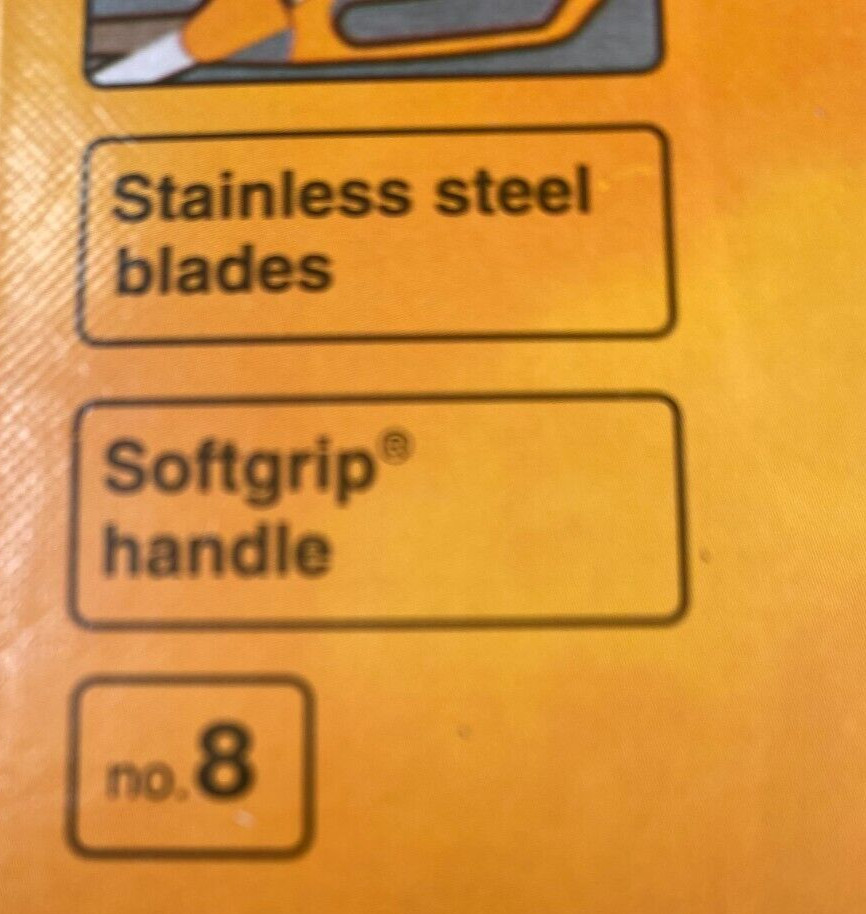 Stainless steel
blades
Softgrip®
handle
no.8